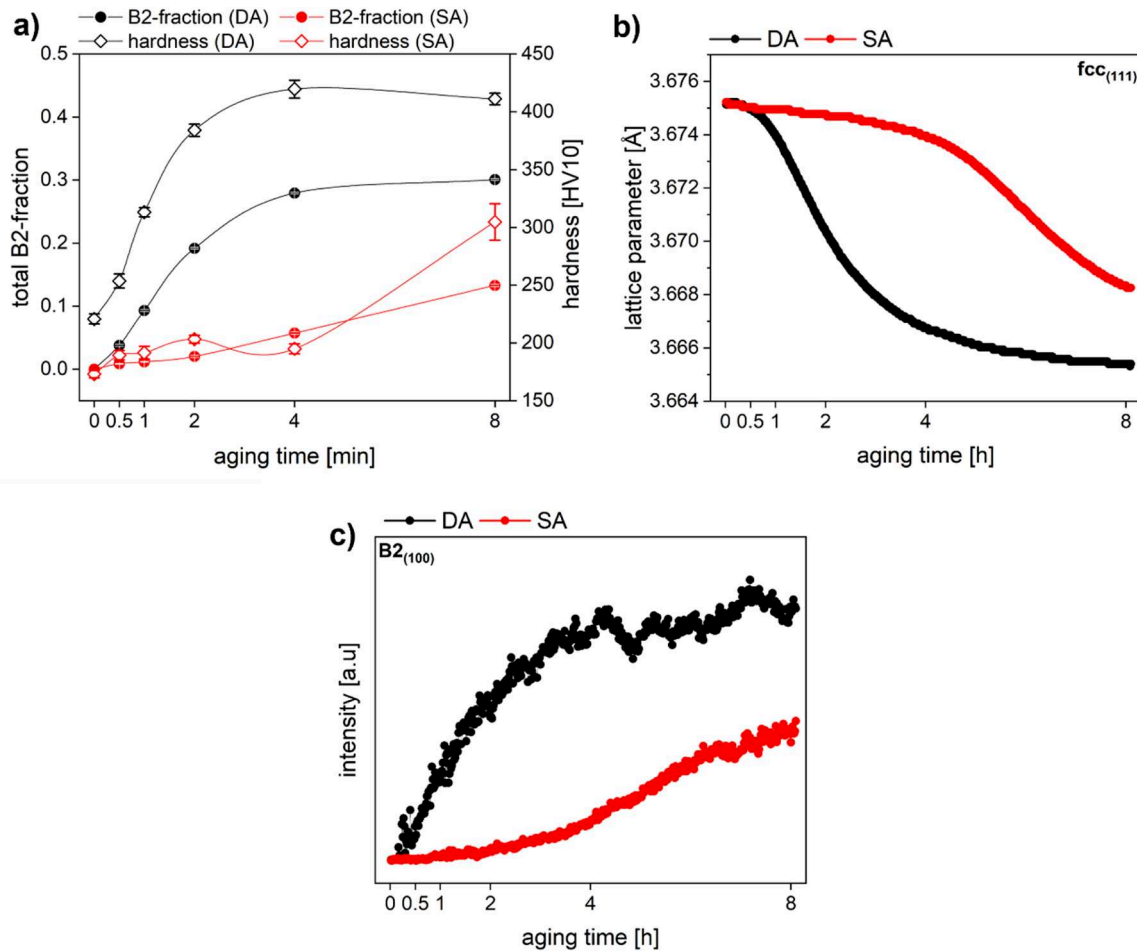 a)
B2-fraction (DA) B2-fraction (SA)
hardness (DA) hardness (SA)
0.5 450
0.4 400
0.3 350
0.2 300
0.1 250
0.0 200
150
total B2-fraction
hardness [HV10]
0 0.5 1 2 4 8
aging time [min]
b)
DA SA
fcc(111)
3.676
3.674
3.672
3.670
3.668
3.666
3.664
lattice parameter [Å]
0 0.5 1 2 4 8
aging time [h]
c)
DA SA
B2(100)
intensity [a.u]
0 0.5 1 2 4 8
aging time [h]